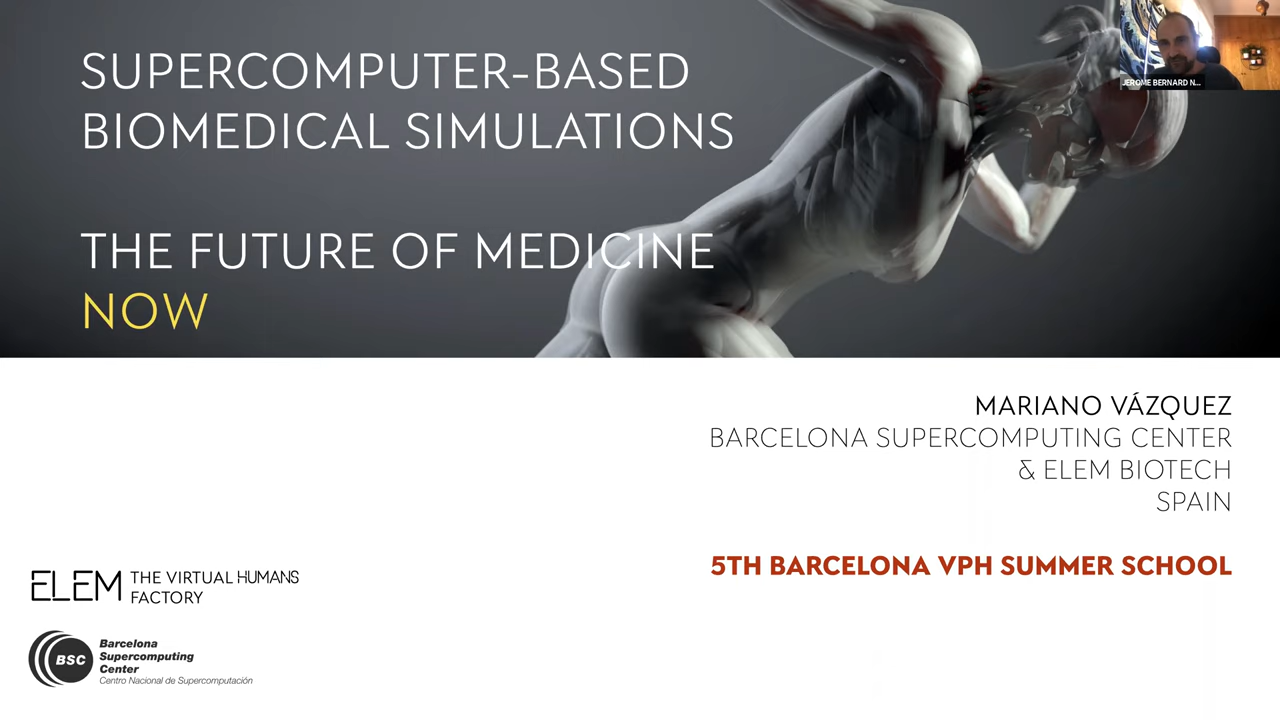 SUPERCOMPUTER-BASED
BIOMEDICAL SIMULATIONS
THE FUTURE OF MEDICINE
NOW
JEROME BERNARD N...
MARIANO VÁZQUEZ
BARCELONA SUPERCOMPUTING CENTER
& ELEM BIOTECH
SPAIN
5TH BARCELONA VPH SUMMER SCHOOL
ELEM THE VIRTUAL HUMANS
FACTORY
BSC
Barcelona
Supercomputing
Center
Centro Nacional de Supercomputación